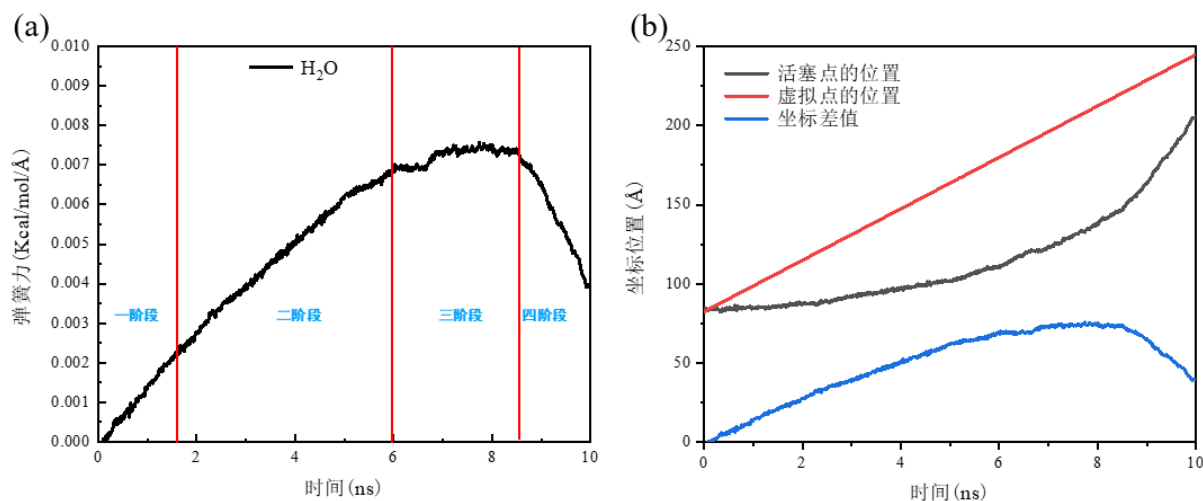 (a)
0.010
0.009
0.008
0.007
0.006
0.005
0.004
0.003
0.002
0.001
0.000
弹簧力(Kcal/mol/Å)
H₂O
一阶段
二阶段
三阶段
四阶段
0 2 4 6 8 10
时间(ns)
(b)
250
200
150
100
50
0
坐标位置(Å)
活塞点的位置
虚拟点的位置
坐标差值
0 2 4 6 8 10
时间(ns)